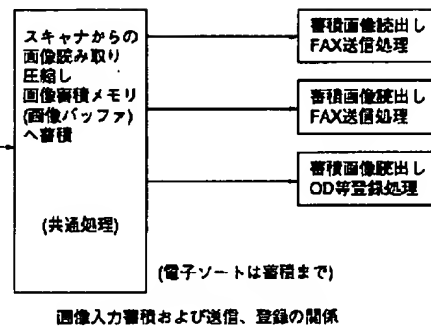 スキャナからの
画像読み取り
圧縮し
画像蓄積メモリ
(画像バッファ)
へ蓄積
(共通処理)
蓄積画像読出し
FAX送信処理
蓄積画像読出し
FAX送信処理
蓄積画像読出し
OD等登録処理
(電子ソートは蓄積まで)
画像入力蓄積および送信、登録の関係